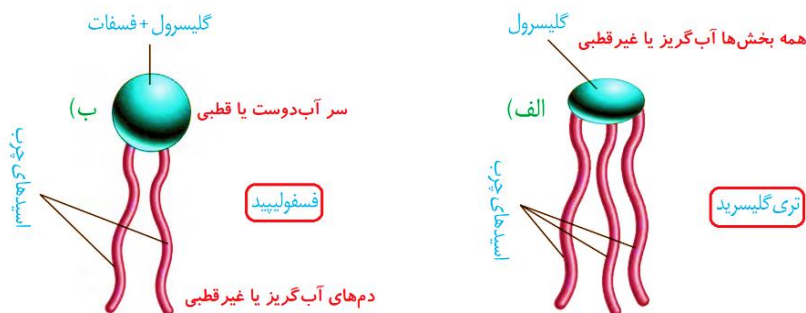 گلیسرول
همه بخش‌ها آب‌گریز یا غیرقطبی
الف)
اسیدهای چرب
تری‌گلیسرید
گلیسرول + فسفات
ب)
سر آب‌دوست یا قطبی
اسیدهای چرب
فسفولیپید
دم‌های آب‌گریز یا غیرقطبی